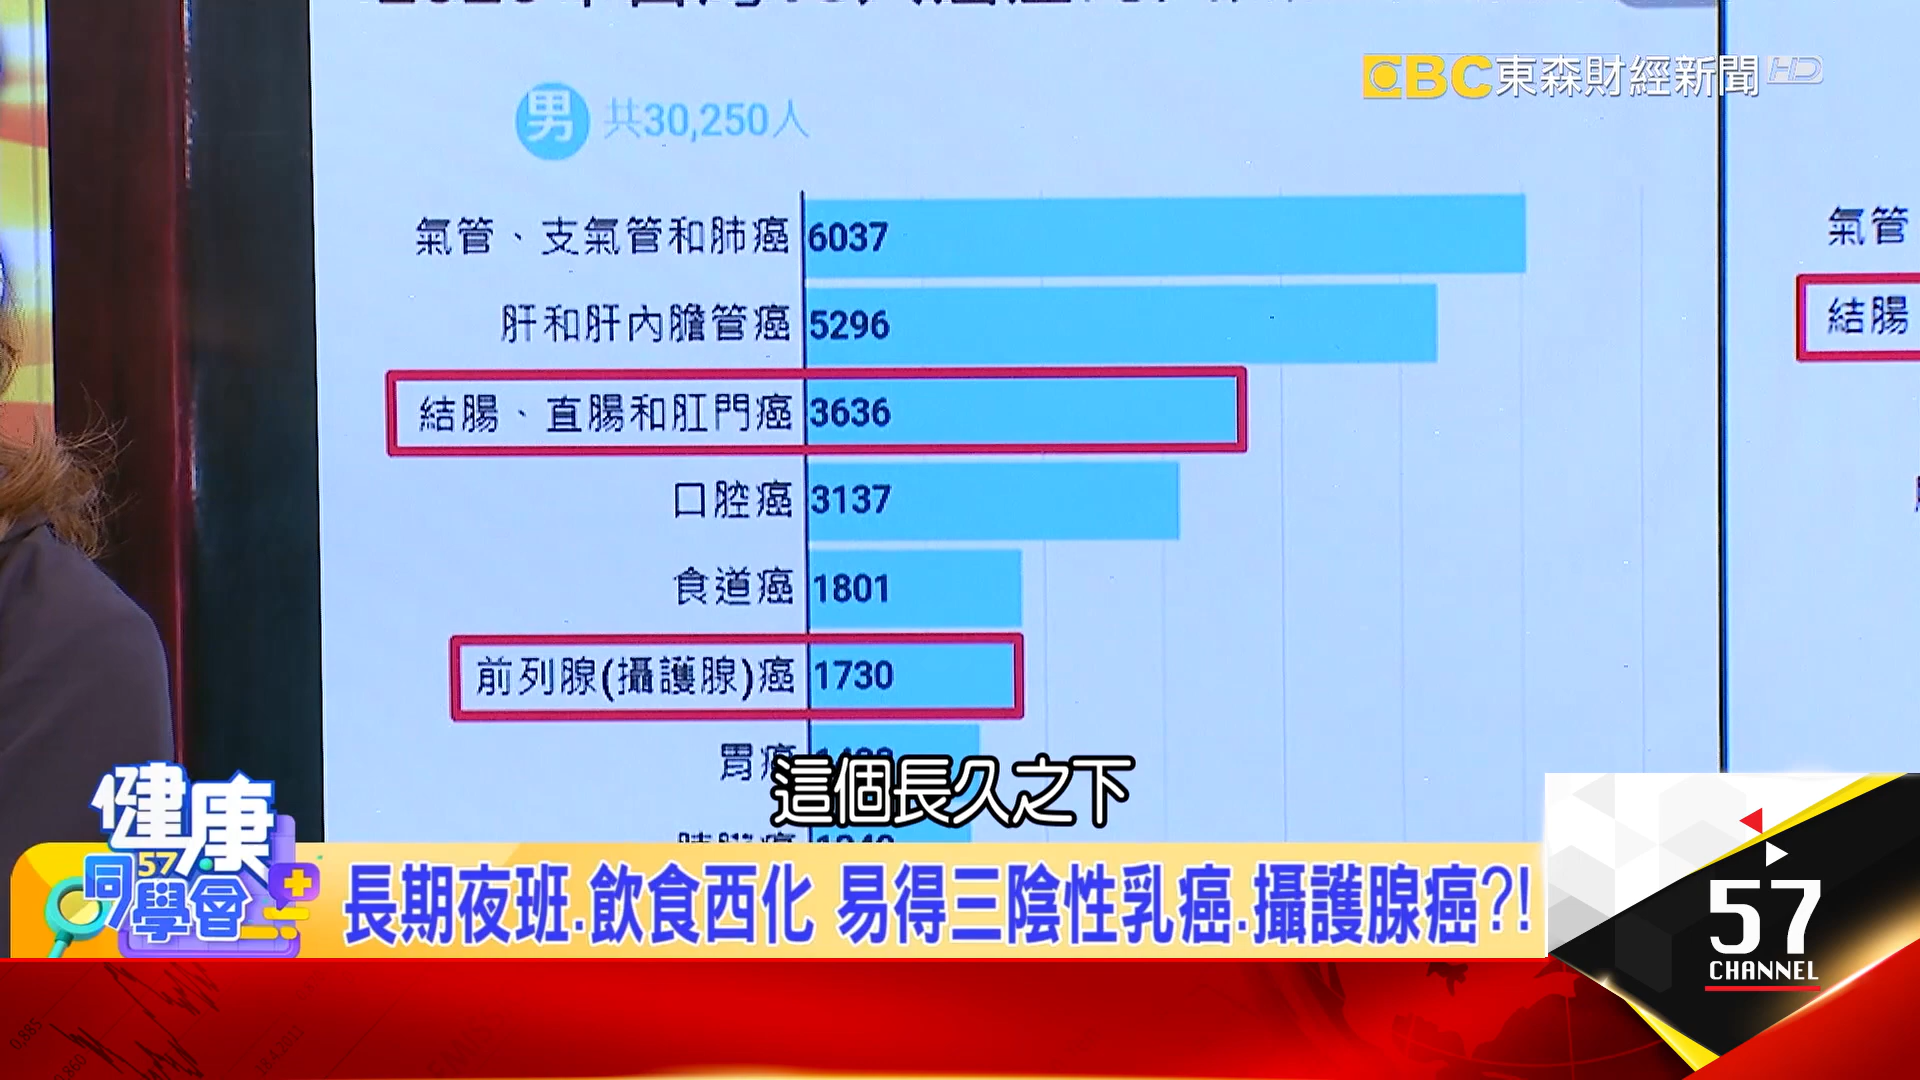 EBC東森財經新聞HD
男 共30,250人
氣管、支氣管和肺癌 6037
肝和肝內膽管癌 5296
結腸、直腸和肛門癌 3636
口腔癌 3137
食道癌 1801
前列腺(攝護腺)癌 1730
胃癌
氣管
結腸
這個長久之下
健康
57
同學會
長期夜班.飲食西化 易得三陰性乳癌.攝護腺癌?!
57
CHANNEL